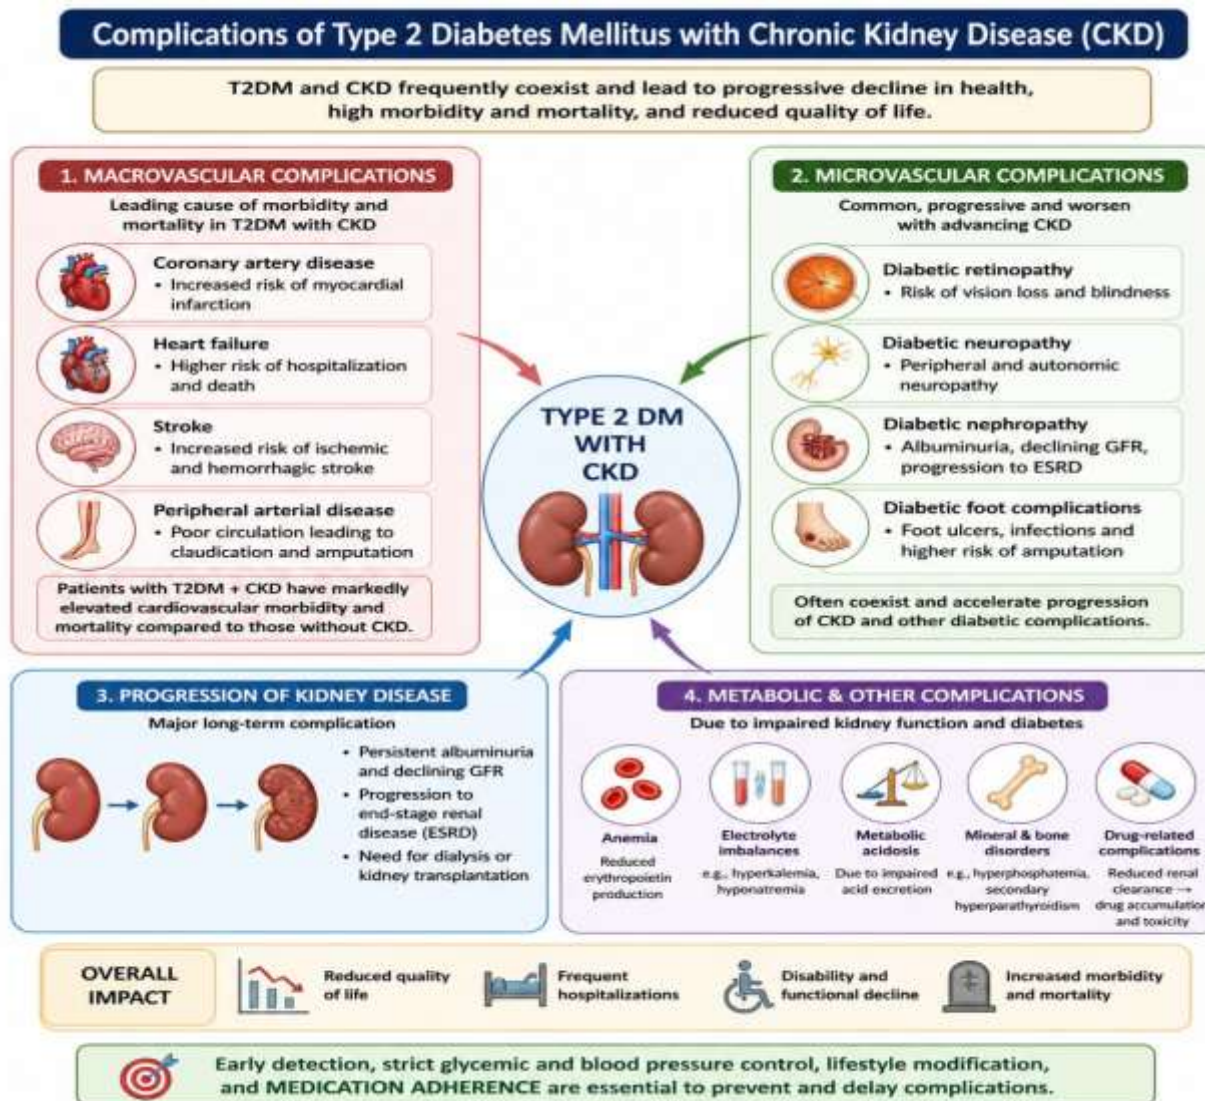 Complications of Type 2 Diabetes Mellitus with Chronic Kidney Disease (CKD)
T2DM and CKD frequently coexist and lead to progressive decline in health,
high morbidity and mortality, and reduced quality of life.
1. MACROVASCULAR COMPLICATIONS
Leading cause of morbidity and
mortality in T2DM with CKD
Coronary artery disease
• Increased risk of myocardial
infarction
Heart failure
• Higher risk of hospitalization
and death
Stroke
• Increased risk of ischemic
and hemorrhagic stroke
Peripheral arterial disease
• Poor circulation leading to
claudication and amputation
Patients with T2DM + CKD have markedly
elevated cardiovascular morbidity and
mortality compared to those without CKD.
2. MICROVASCULAR COMPLICATIONS
Common, progressive and worsen
with advancing CKD
Diabetic retinopathy
• Risk of vision loss and blindness
Diabetic neuropathy
• Peripheral and autonomic
neuropathy
Diabetic nephropathy
• Albuminuria, declining GFR,
progression to ESRD
Diabetic foot complications
• Foot ulcers, infections and
higher risk of amputation
Often coexist and accelerate progression
of CKD and other diabetic complications.
TYPE 2 DM
WITH
CKD
3. PROGRESSION OF KIDNEY DISEASE
Major long-term complication
• Persistent albuminuria
and declining GFR
• Progression to
end-stage renal
disease (ESRD)
• Need for dialysis or
kidney transplantation
4. METABOLIC & OTHER COMPLICATIONS
Due to impaired kidney function and diabetes
Anemia
Reduced
erythropoietin
production
Electrolyte
imbalances
e.g., hyperkalemia,
hyponatremia
Metabolic
acidosis
Due to impaired
acid excretion
Mineral & bone
disorders
e.g., hyperphosphatemia,
secondary
hyperparathyroidism
Drug-related
complications
Reduced renal
clearance →
drug accumulation
and toxicity
OVERALL
IMPACT
Reduced quality
of life
Frequent
hospitalizations
Disability and
functional decline
Increased morbidity
and mortality
Early detection, strict glycemic and blood pressure control, lifestyle modification,
and MEDICATION ADHERENCE are essential to prevent and delay complications.